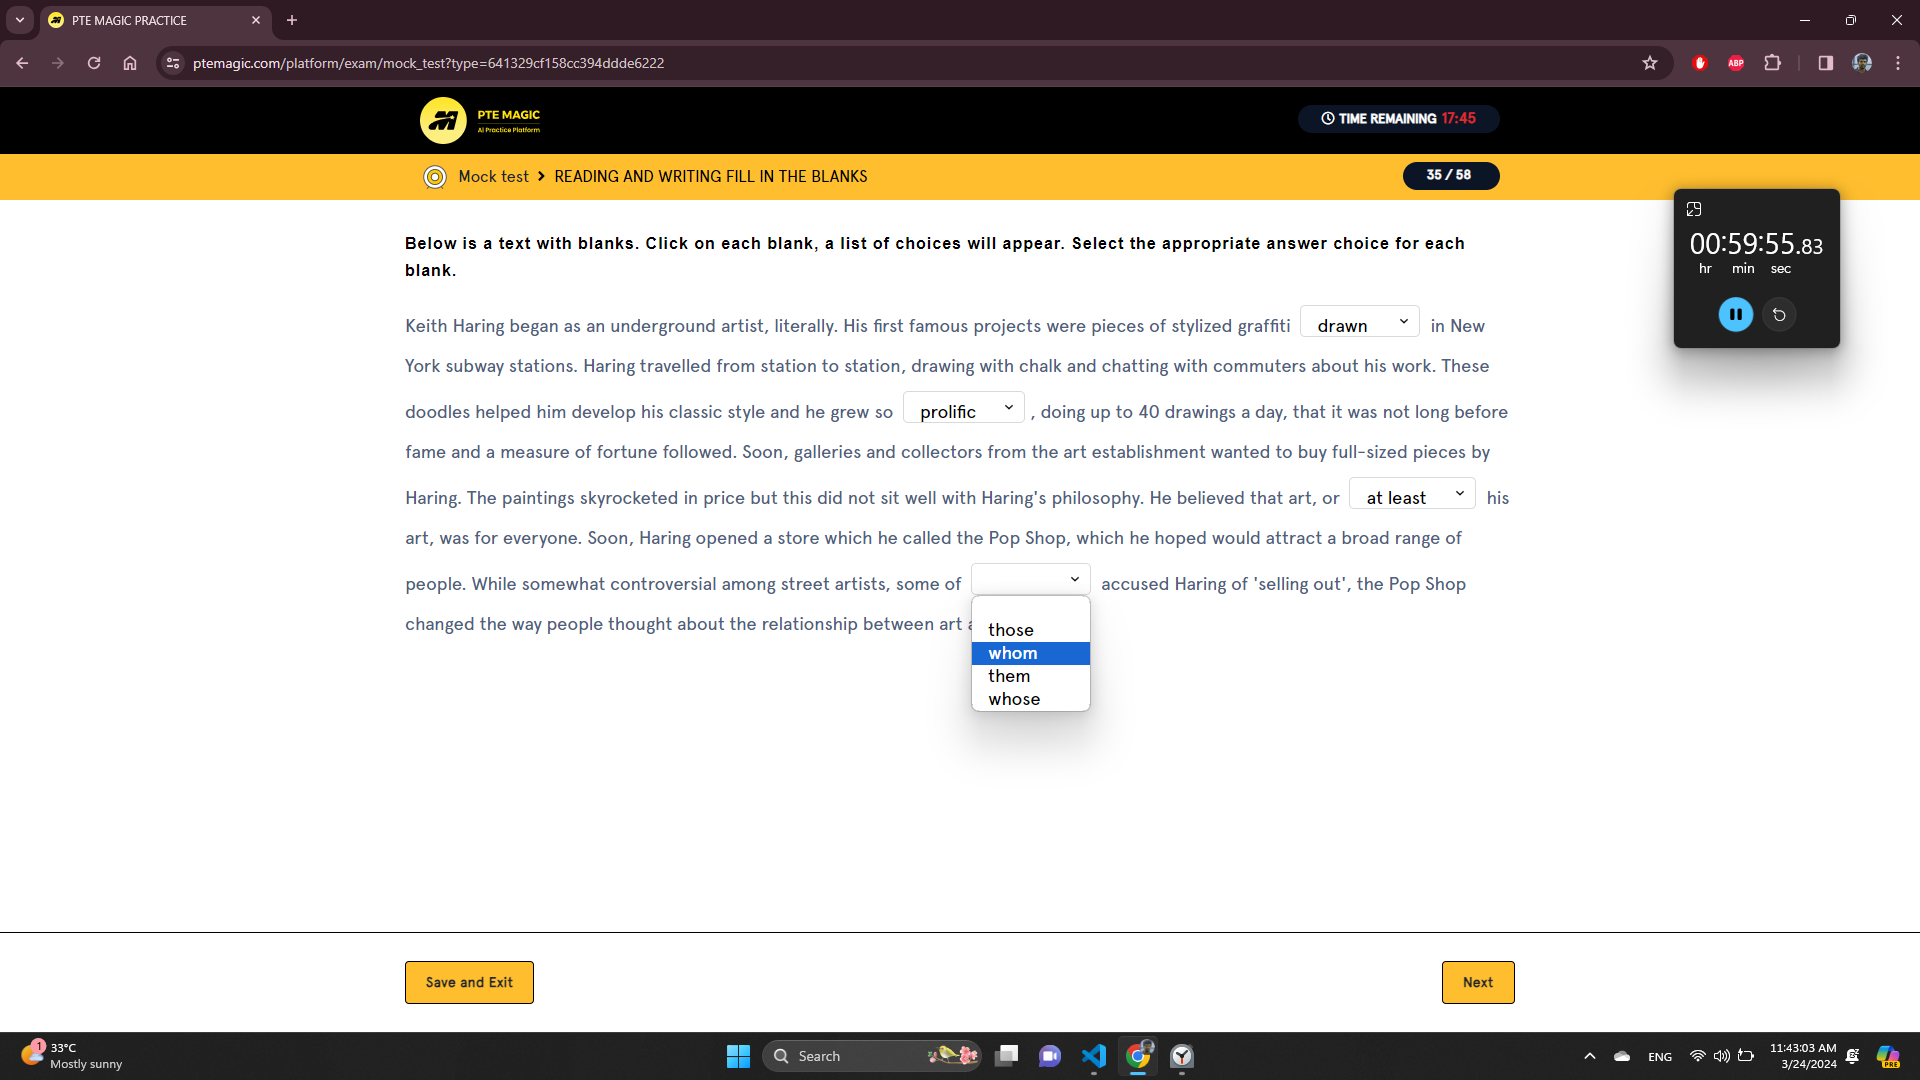 PTE MAGIC PRACTICE
ptemagic.com/platform/exam/mock_test?type=641329cf158cc394ddde6222
ABP
PTE MAGIC
AI Practice Platform
TIME REMAINING 17:45
Mock test > READING AND WRITING FILL IN THE BLANKS
35 / 58
00:59:55.83
hr min sec
Below is a text with blanks. Click on each blank, a list of choices will appear. Select the appropriate answer choice for each
blank.
Keith Haring began as an underground artist, literally. His first famous projects were pieces of stylized graffiti drawn in New
York subway stations. Haring travelled from station to station, drawing with chalk and chatting with commuters about his work. These
doodles helped him develop his classic style and he grew so prolific , doing up to 40 drawings a day, that it was not long before
fame and a measure of fortune followed. Soon, galleries and collectors from the art establishment wanted to buy full-sized pieces by
Haring. The paintings skyrocketed in price but this did not sit well with Haring's philosophy. He believed that art, or at least his
art, was for everyone. Soon, Haring opened a store which he called the Pop Shop, which he hoped would attract a broad range of
people. While somewhat controversial among street artists, some of accused Haring of 'selling out', the Pop Shop
changed the way people thought about the relationship between art
those
whom
them
whose
Save and Exit
Next
1
33°C
Mostly sunny
Search
ENG
11:43:03 AM
3/24/2024
PRE